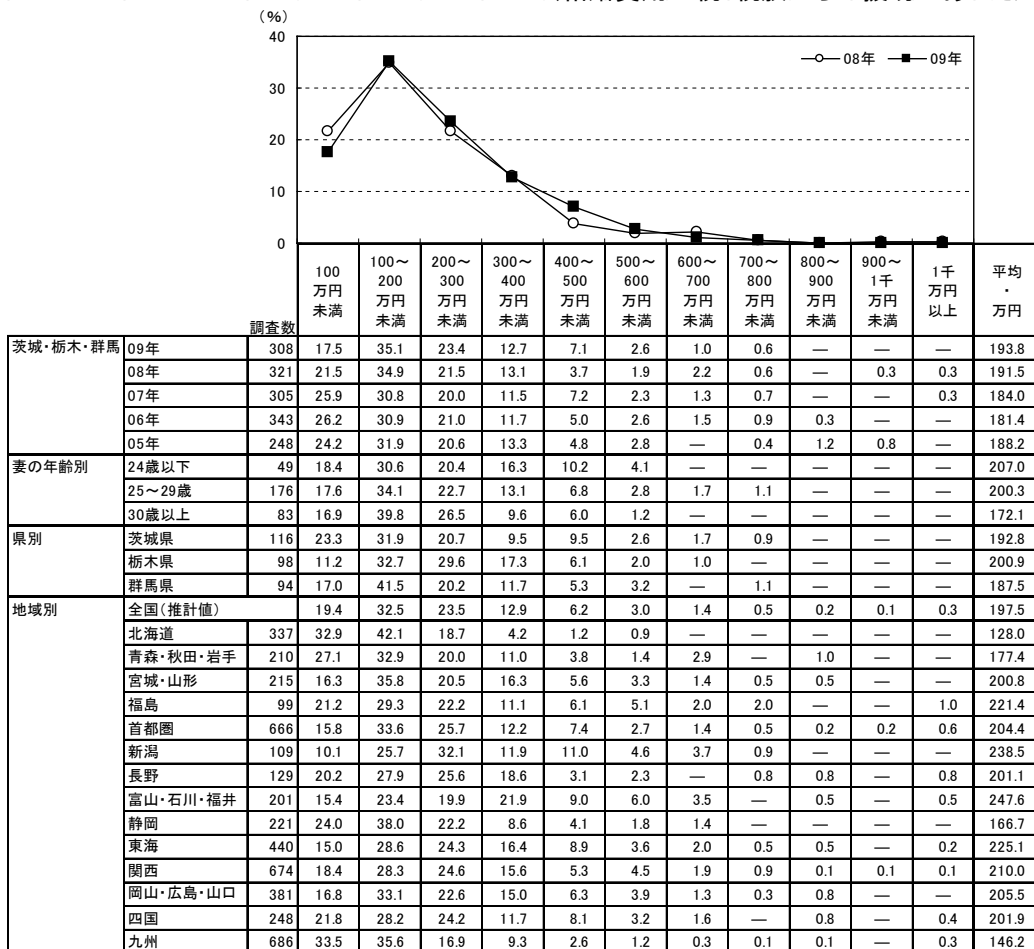 (%)
40
30
20
10
0
08年 09年
調査数 100万円未満 100～200万円未満 200～300万円未満 300～400万円未満 400～500万円未満 500～600万円未満 600～700万円未満 700～800万円未満 800～900万円未満 900～1千万円未満 1千万円以上 平均・万円
茨城・栃木・群馬 09年 308 17.5 35.1 23.4 12.7 7.1 2.6 1.0 0.6 — — — 193.8
08年 321 21.5 34.9 21.5 13.1 3.7 1.9 2.2 0.6 — 0.3 0.3 191.5
07年 305 25.9 30.8 20.0 11.5 7.2 2.3 1.3 0.7 — — 0.3 184.0
06年 343 26.2 30.9 21.0 11.7 5.0 2.6 1.5 0.9 0.3 — — 181.4
05年 248 24.2 31.9 20.6 13.3 4.8 2.8 — 0.4 1.2 0.8 — 188.2
妻の年齢別 24歳以下 49 18.4 30.6 20.4 16.3 10.2 4.1 — — — — — 207.0
25～29歳 176 17.6 34.1 22.7 13.1 6.8 2.8 1.7 1.1 — — — 200.3
30歳以上 83 16.9 39.8 26.5 9.6 6.0 1.2 — — — — — 172.1
県別 茨城県 116 23.3 31.9 20.7 9.5 9.5 2.6 1.7 0.9 — — — 192.8
栃木県 98 11.2 32.7 29.6 17.3 6.1 2.0 1.0 — — — — 200.9
群馬県 94 17.0 41.5 20.2 11.7 5.3 3.2 — 1.1 — — — 187.5
地域別 全国(推計値) 19.4 32.5 23.5 12.9 6.2 3.0 1.4 0.5 0.2 0.1 0.3 197.5
北海道 337 32.9 42.1 18.7 4.2 1.2 0.9 — — — — — 128.0
青森・秋田・岩手 210 27.1 32.9 20.0 11.0 3.8 1.4 2.9 — 1.0 — — 177.4
宮城・山形 215 16.3 35.8 20.5 16.3 5.6 3.3 1.4 0.5 0.5 — — 200.8
福島 99 21.2 29.3 22.2 11.1 6.1 5.1 2.0 2.0 — — 1.0 221.4
首都圏 666 15.8 33.6 25.7 12.2 7.4 2.7 1.4 0.5 0.2 0.2 0.6 204.4
新潟 109 10.1 25.7 32.1 11.9 11.0 4.6 3.7 0.9 — — — 238.5
長野 129 20.2 27.9 25.6 18.6 3.1 2.3 — 0.8 0.8 — 0.8 201.1
富山・石川・福井 201 15.4 23.4 19.9 21.9 9.0 6.0 3.5 — 0.5 — 0.5 247.6
静岡 221 24.0 38.0 22.2 8.6 4.1 1.8 1.4 — — — — 166.7
東海 440 15.0 28.6 24.3 16.4 8.9 3.6 2.0 0.5 0.5 — 0.2 225.1
関西 674 18.4 28.3 24.6 15.6 5.3 4.5 1.9 0.9 0.1 0.1 0.1 210.0
岡山・広島・山口 381 16.8 33.1 22.6 15.0 6.3 3.9 1.3 0.3 0.8 — — 205.5
四国 248 21.8 28.2 24.2 11.7 8.1 3.2 1.6 — 0.8 — 0.4 201.9
九州 686 33.5 35.6 16.9 9.3 2.6 1.2 0.3 0.1 0.1 — 0.3 146.2